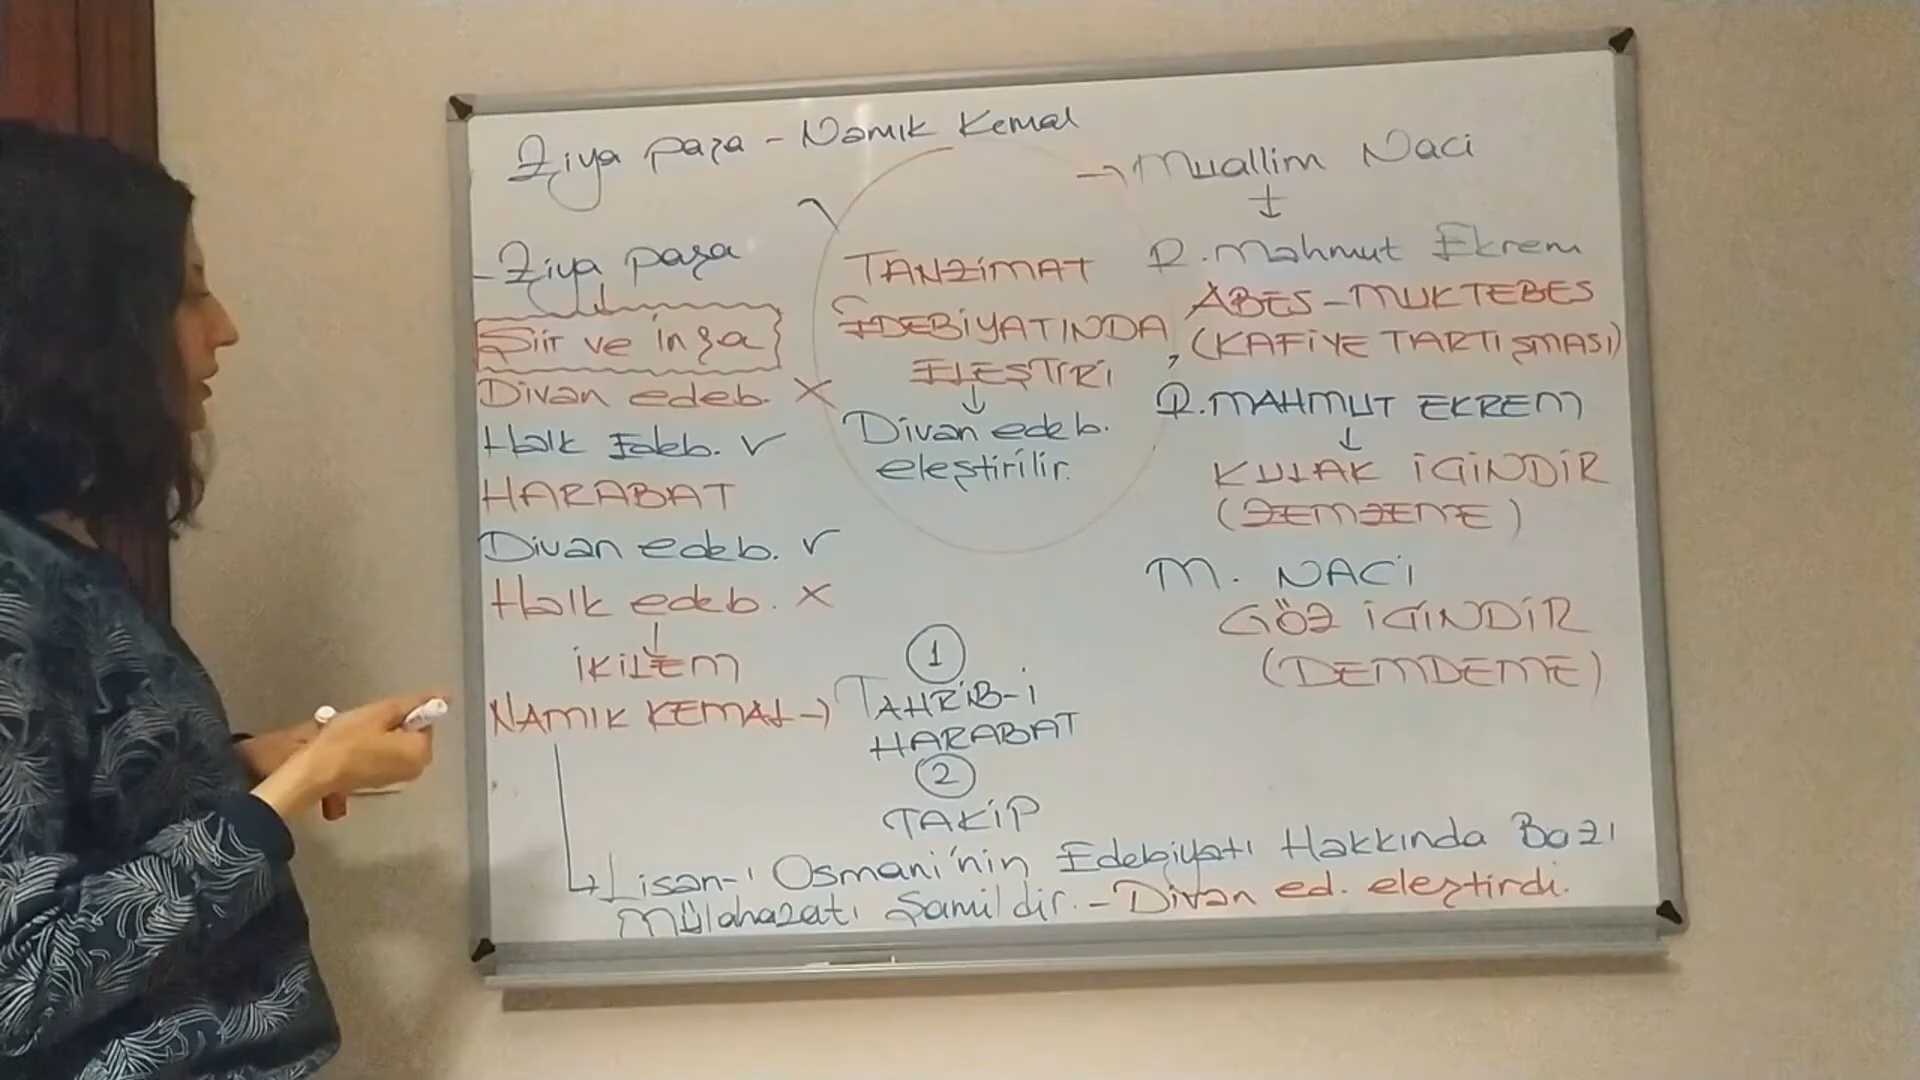 Ziya paşa - Namık Kemal
- Ziya paşa
Şiir ve inşa
Divan edeb. X
Halk Edeb. ✓
HARABAT
Divan edeb. ✓
Halk edeb. X
↓
İKİLEM
NAMIK KEMAL →
TANZİMAT
EDEBİYATINDA
ELEŞTİRİ
↓
Divan edeb.
eleştirilir.
→ Muallim Naci
↓
R. Mahmut Ekrem
ABES - MUKTEBES
(KAFİYE TARTIŞMASI)
R. MAHMUT EKREM
↓
KULAK İÇİNDİR
(ZEMZEME)
M. NACİ
GÖZ İÇİNDİR
(DEMDEME)
1
TAHRİB-İ
HARABAT
2
TAKİP
→ Lisan-ı Osmani'nin Edebiyatı Hakkında Bazı
Mülahazatı Şamildir. - Divan ed. eleştirdi.